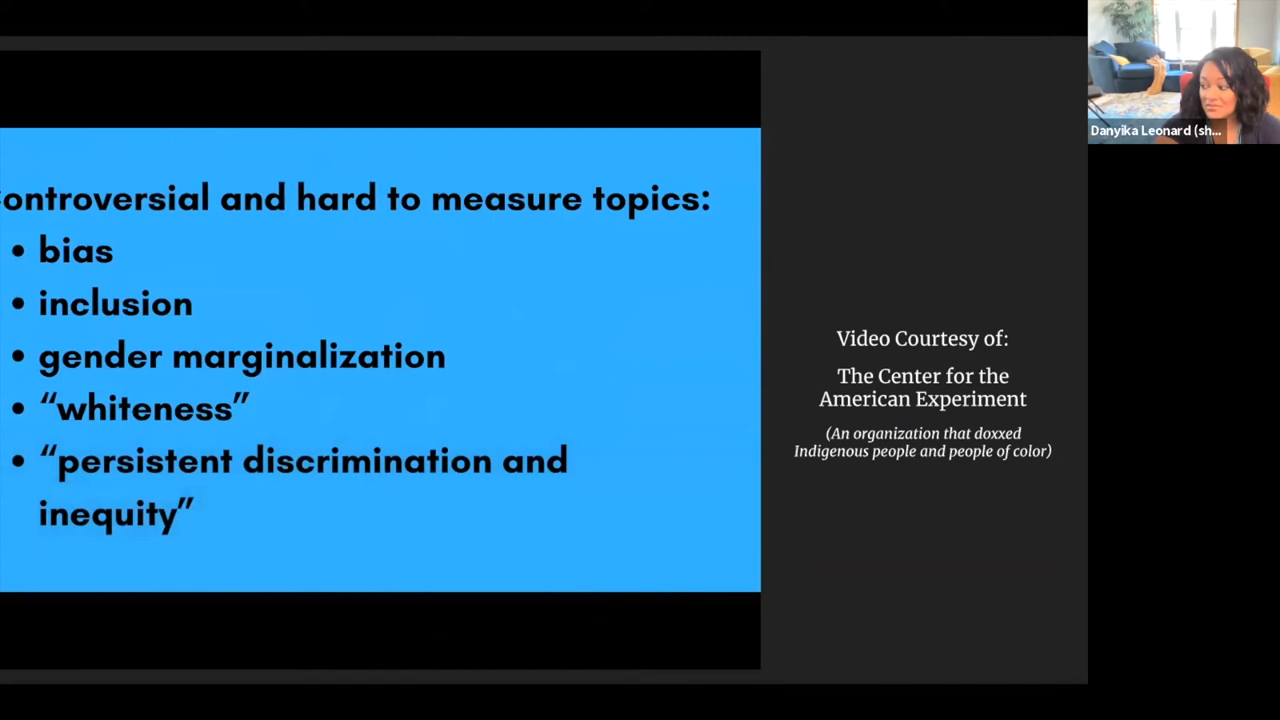 ontroversial and hard to measure topics:
• bias
• inclusion
• gender marginalization
• “whiteness”
• “persistent discrimination and
inequity”
Video Courtesy of:
The Center for the
American Experiment
(An organization that doxxed
Indigenous people and people of color)
Danyika Leonard (sh...